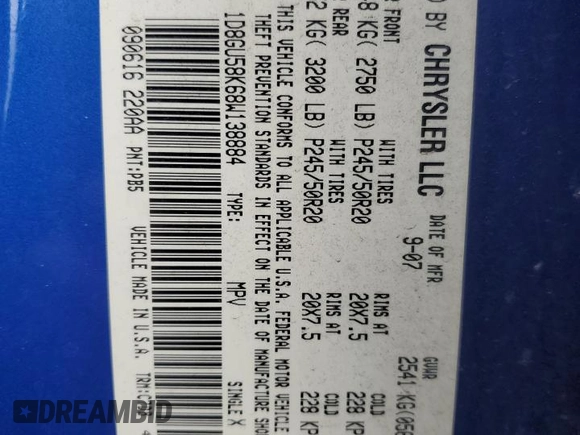 ) BY CHRYSLER LLC
DATE OF MFR
9-07
GVWR
2541 KG(
FRONT
8 KG( 2750 LB)
WITH TIRES
P245/50R20
RIMS AT
20X7.5
COLD
228 KP
REAR
2 KG( 3200 LB)
WITH TIRES
P245/50R20
RIMS AT
20X7.5
COLD
228 KP
THIS VEHICLE CONFORMS TO ALL APPLICABLE U.S.A. FEDERAL MOTOR VEHICLE
THEFT PREVENTION STANDARDS IN EFFECT ON THE DATE OF MANUFACTURE SHO
1D8GU58K68W138884
TYPE:
MPV
SINGLE X
090616 220AA
PNT:PB5
VEHICLE MADE IN U.S.A.
DREAMBID